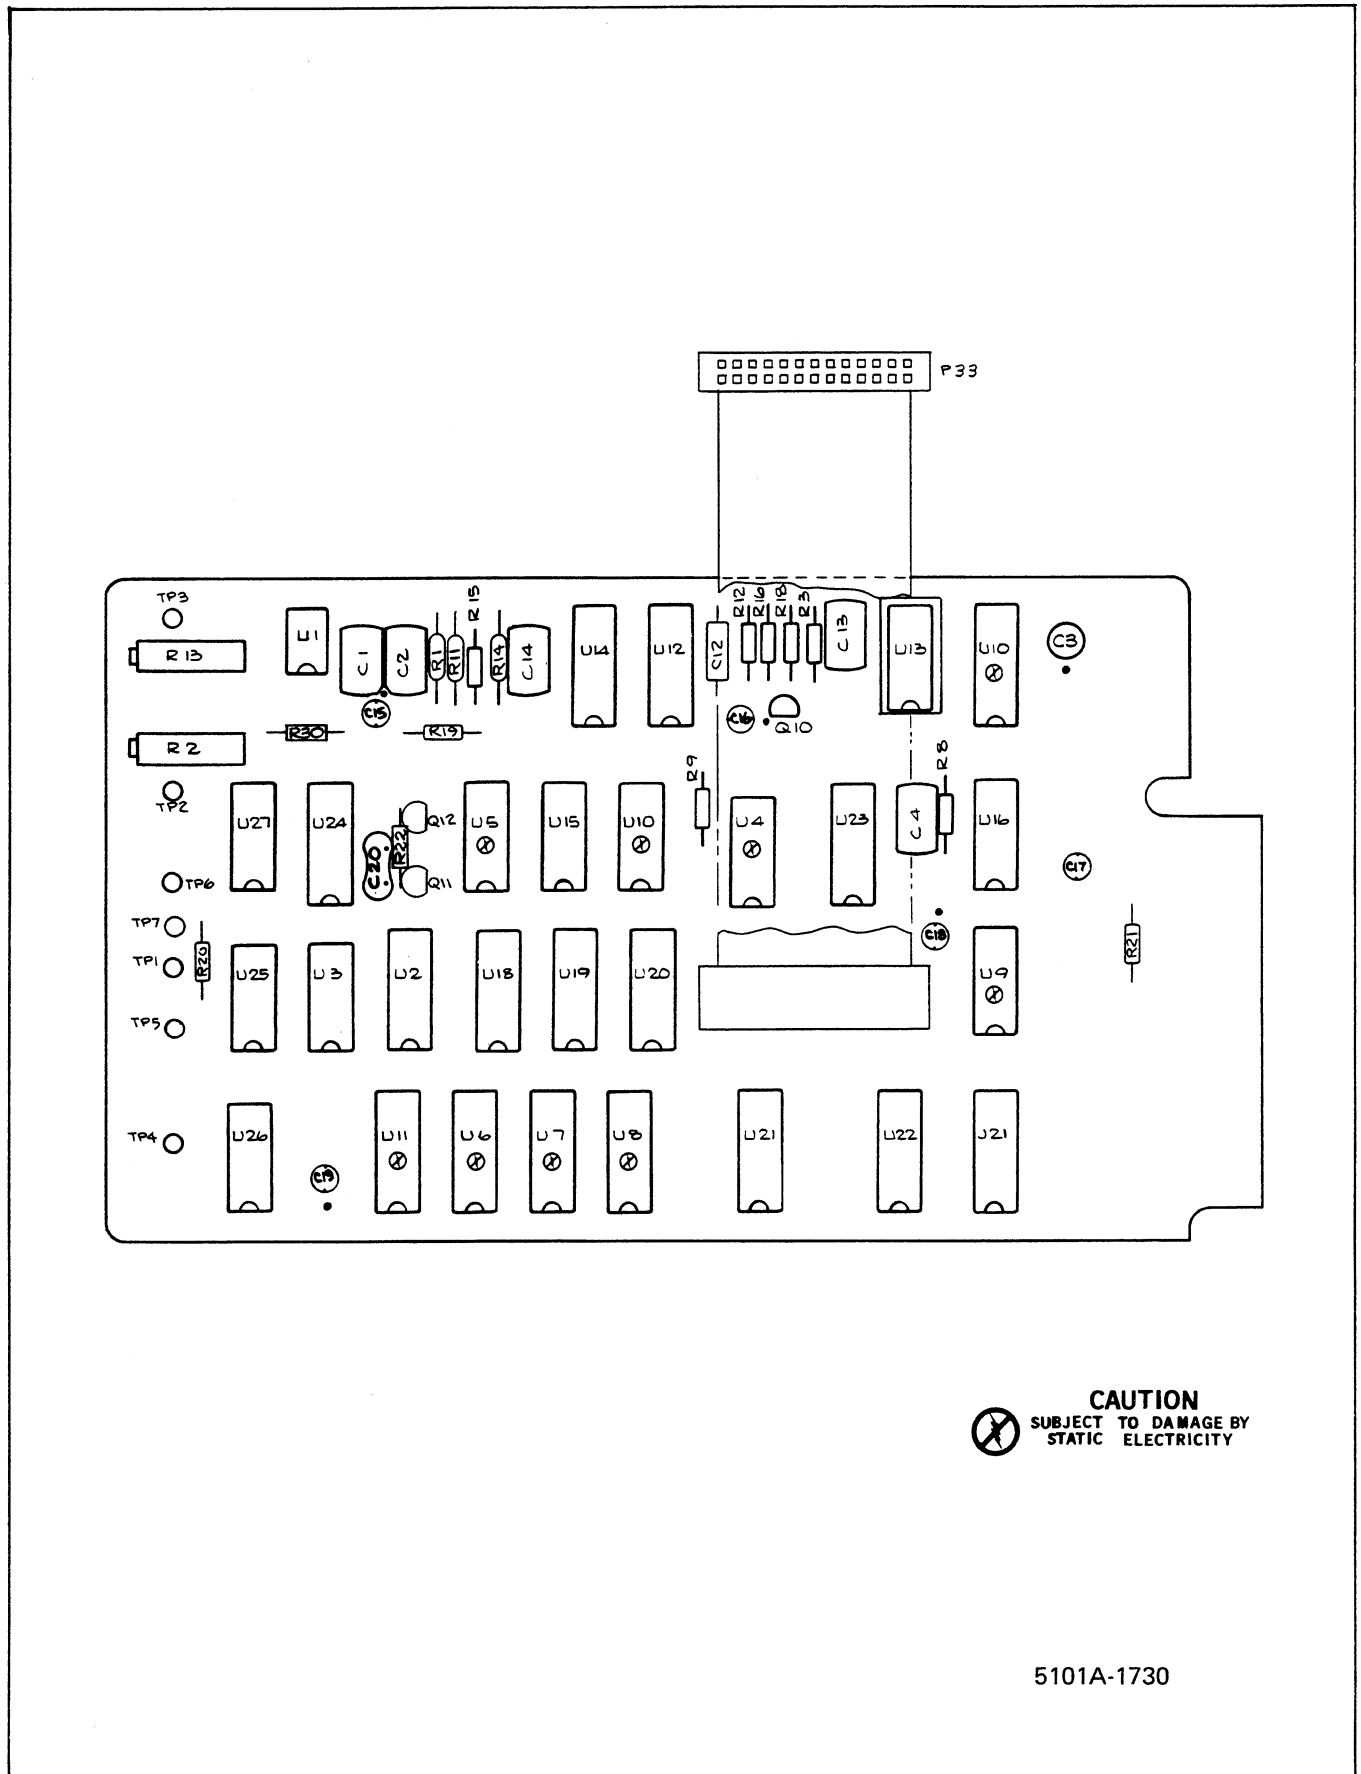 P33
TP3
R13
U1
C1
C2
R1
R11
R15
R14
C14
U14
U12
C12
R12
R16
R18
R3
C13
U13
U10
C3
C15
R30
R19
C16
Q10
R2
TP2
U27
U24
C20
R22
Q12
Q11
U5
U15
U10
R9
U4
U23
C4
R8
U16
C17
TP6
TP7
TP1
TP5
R20
U25
U3
U2
U18
U19
U20
C18
U9
R21
TP4
U26
C19
U11
U6
U7
U8
U21
U22
J21
CAUTION
SUBJECT TO DAMAGE BY
STATIC ELECTRICITY
5101A-1730